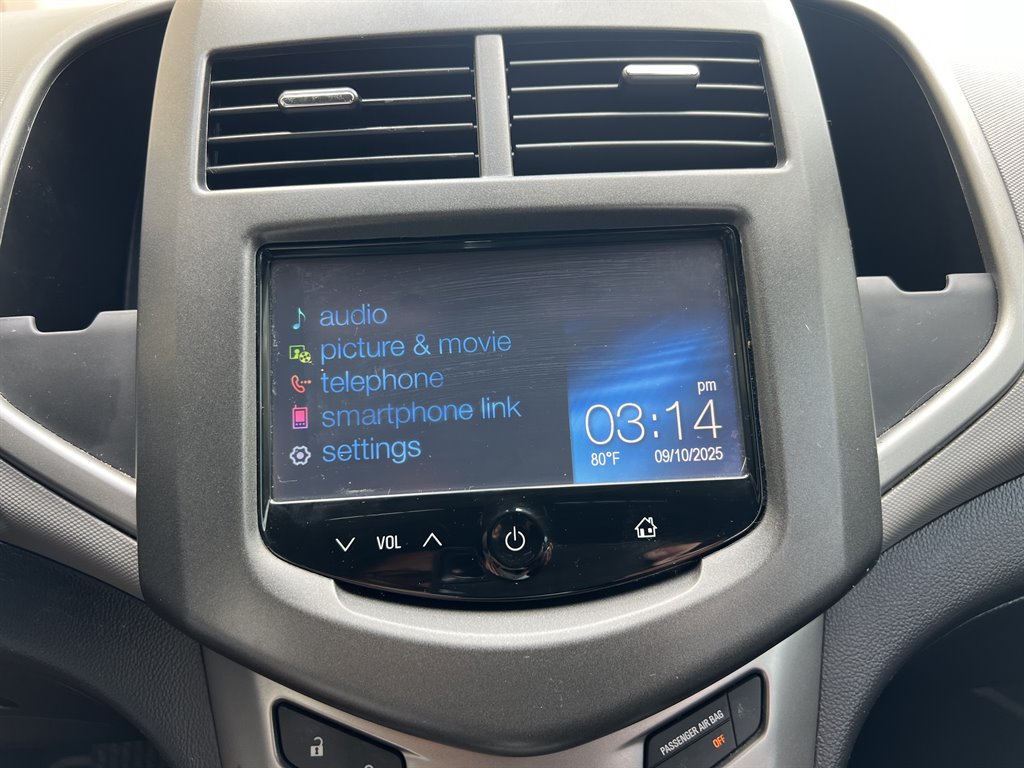 audio
picture & movie
telephone
smartphone link
settings
pm
03:14
80°F 09/10/2025
VOL
PASSENGER AIR BAG
OFF